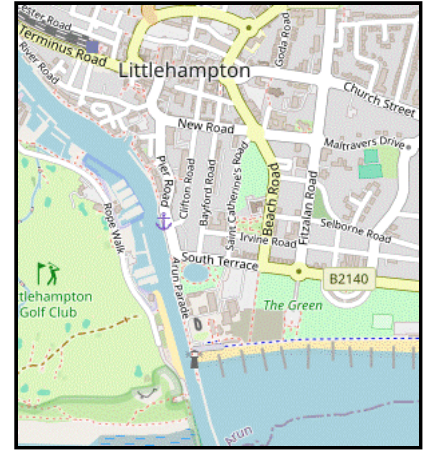 ester Road
Terminus Road
River Road
Littlehampton
Goda Road
Church Street
New Road
Maltravers Drive
Pier Road
Clifton Road
Bayford Road
Saint Catherine's Road
Beach Road
Fitzalan Road
Rope Walk
Selborne Road
Irvine Road
South Terrace
B2140
Arun Parade
tlehampton
Golf Club
The Green
Arun